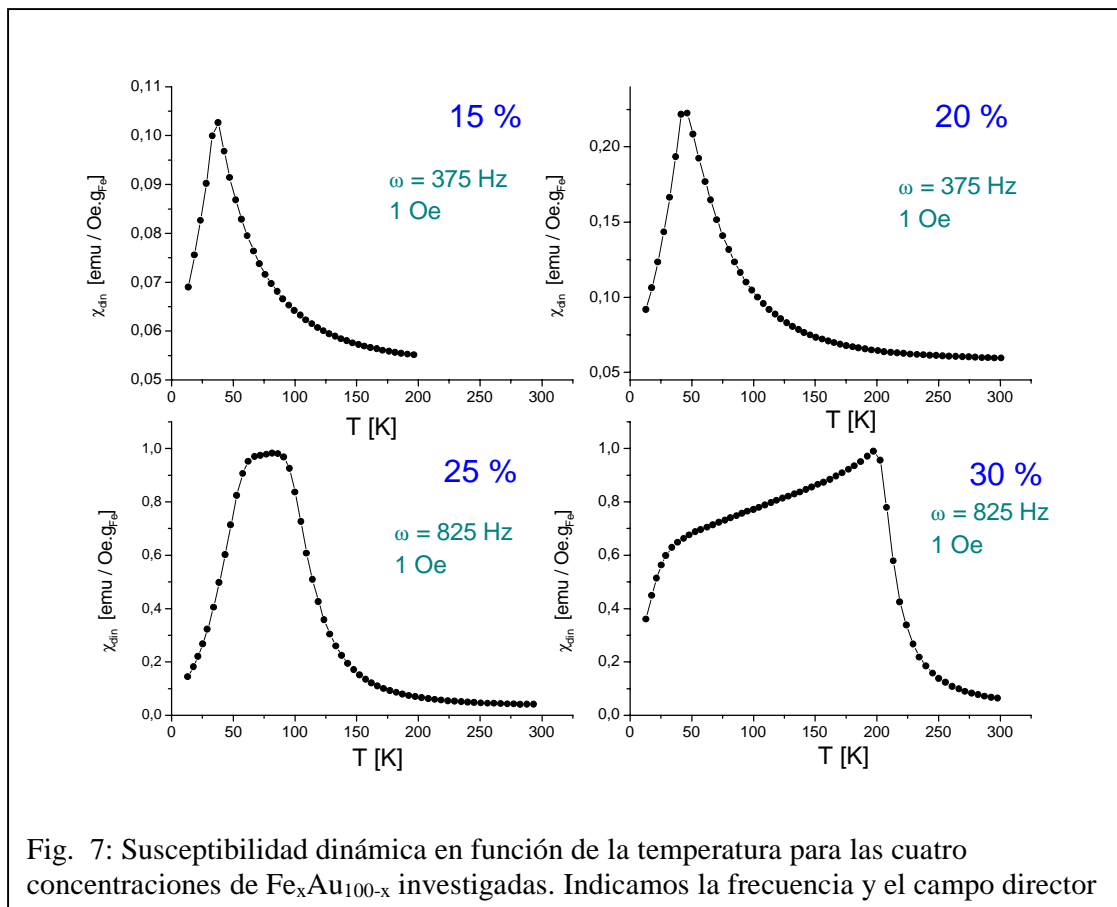 0,11
0,10
0,09
0,08
0,07
0,06
0,05
χdin [emu / Oe.gFe]
15 %
ω = 375 Hz
1 Oe
0 50 100 150 200 250 300
T [K]
0,20
0,15
0,10
0,05
χdin [emu / Oe.gFe]
20 %
ω = 375 Hz
1 Oe
0 50 100 150 200 250 300
T [K]
1,0
0,8
0,6
0,4
0,2
0,0
χdin [emu / Oe.gFe]
25 %
ω = 825 Hz
1 Oe
0 50 100 150 200 250 300
T [K]
1,0
0,8
0,6
0,4
0,2
0,0
χdin [emu / Oe.gFe]
30 %
ω = 825 Hz
1 Oe
0 50 100 150 200 250 300
T [K]
Fig. 7: Susceptibilidad dinámica en función de la temperatura para las cuatro
concentraciones de FexAu100-x investigadas. Indicamos la frecuencia y el campo director